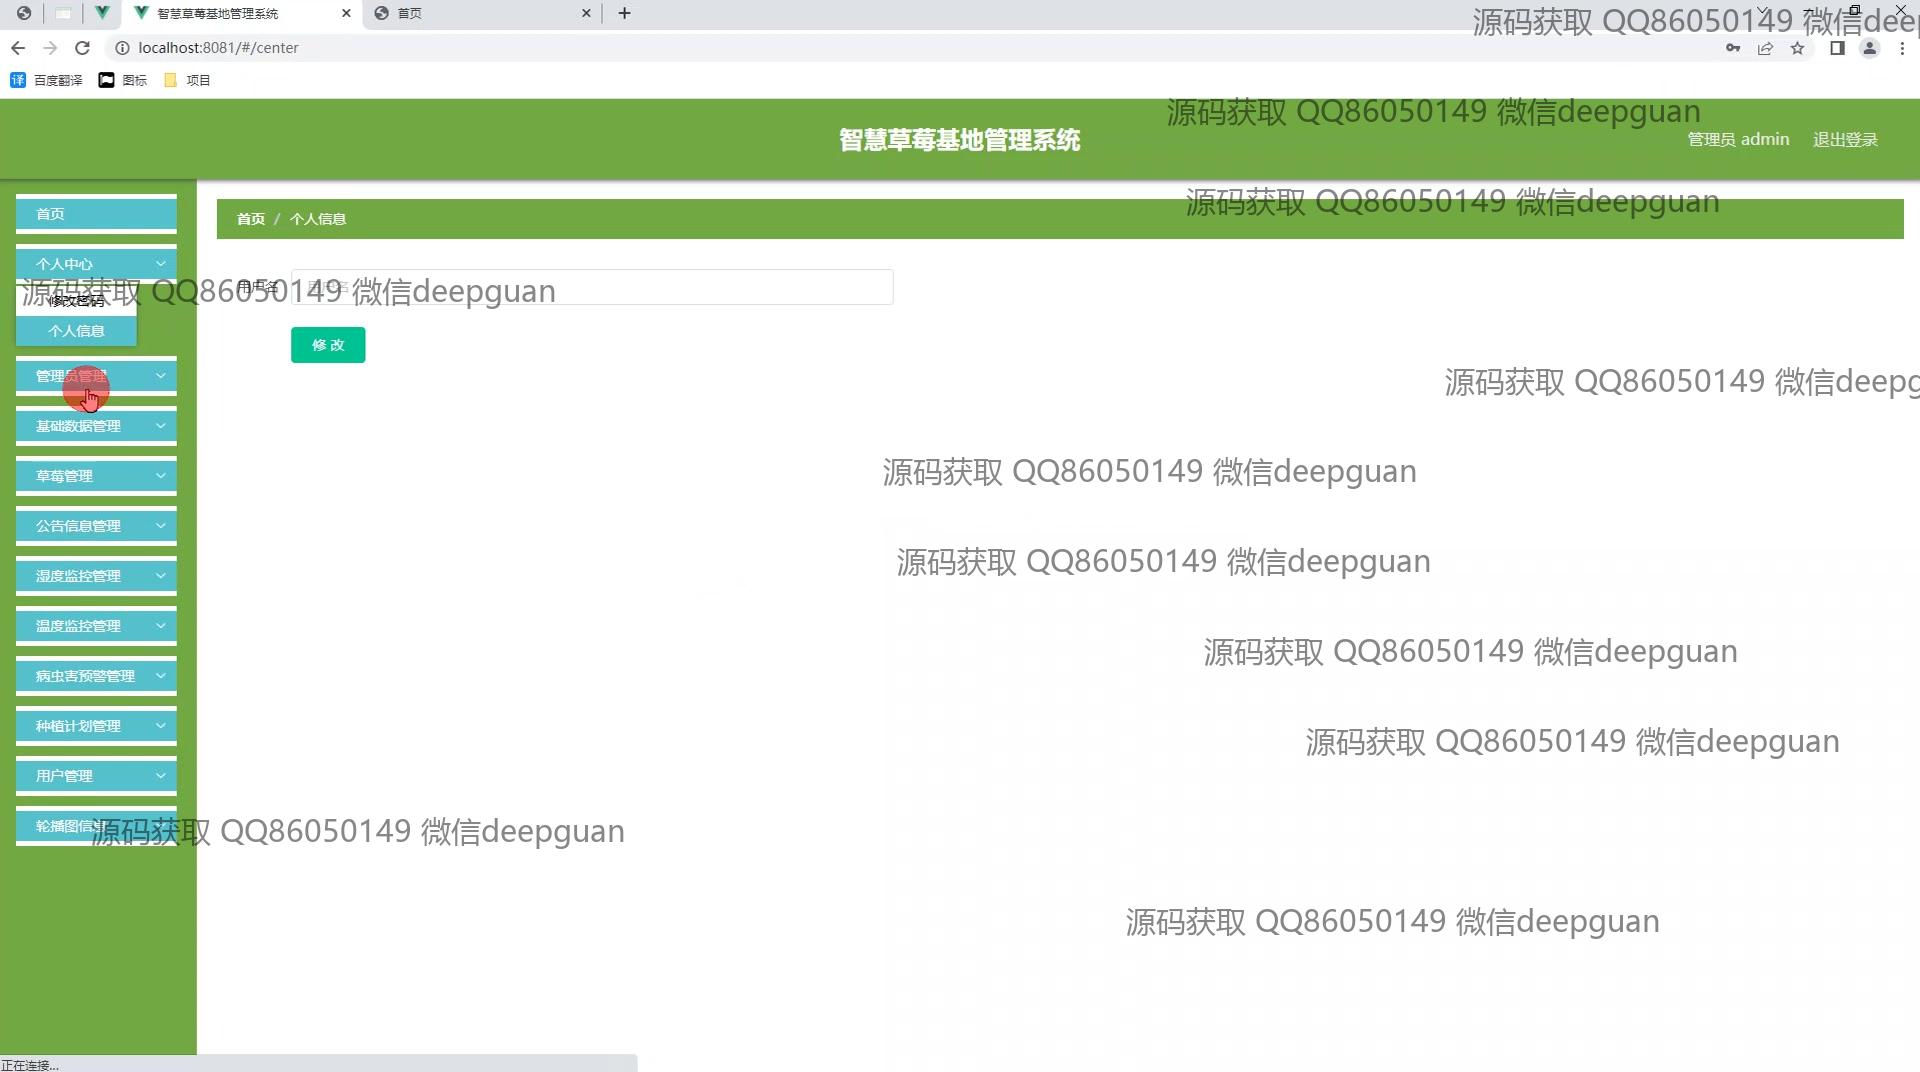 智慧草莓基地管理系统
首页
源码获取 QQ86050149 微信deep
localhost:8081/#/center
百度翻译 图标 项目
源码获取 QQ86050149 微信deepguan
智慧草莓基地管理系统
管理员 admin 退出登录
源码获取 QQ86050149 微信deepguan
首页 / 个人信息
首页
个人中心
源码获取 QQ86050149 微信deepguan
用户名
修改密码
个人信息
修 改
管理员管理
源码获取 QQ86050149 微信deepg
基础数据管理
草莓管理
源码获取 QQ86050149 微信deepguan
公告信息管理
源码获取 QQ86050149 微信deepguan
湿度监控管理
温度监控管理
源码获取 QQ86050149 微信deepguan
病虫害预警管理
种植计划管理
源码获取 QQ86050149 微信deepguan
用户管理
轮播图信息
源码获取 QQ86050149 微信deepguan
源码获取 QQ86050149 微信deepguan
正在连接...